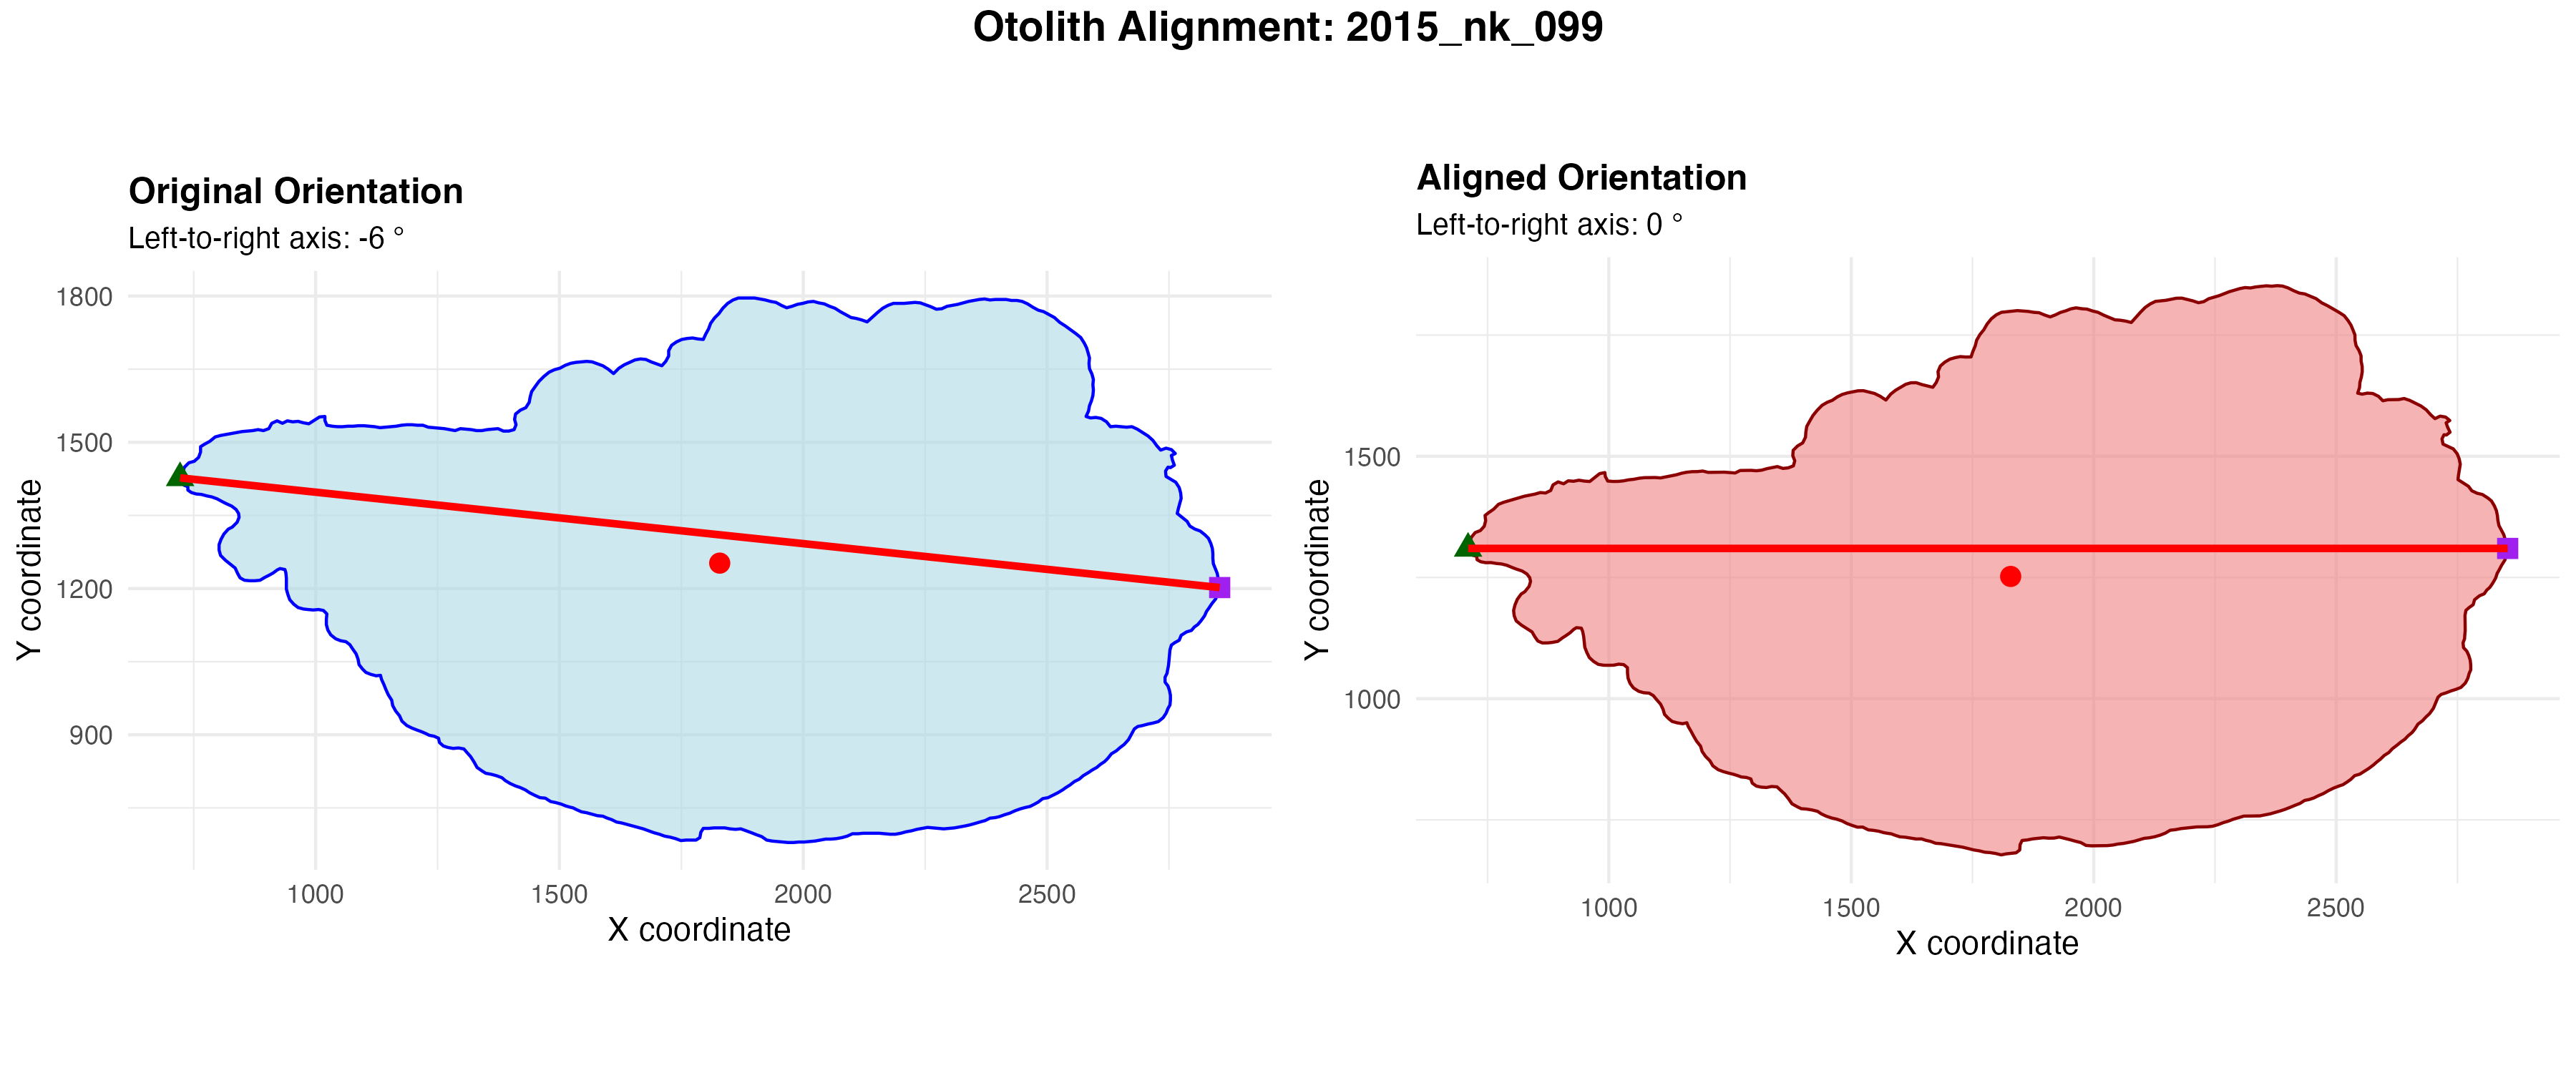 Otolith Alignment: 2015_nk_099
Original Orientation
Left-to-right axis: -6 °
1800
1500
1200
900
Y coordinate
1000
1500
2000
2500
X coordinate
Aligned Orientation
Left-to-right axis: 0 °
1500
1000
Y coordinate
1000
1500
2000
2500
X coordinate